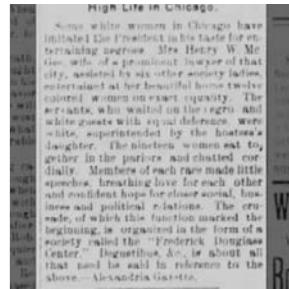 High Life in Chicago.
Some white women in Chicago have
imitated the President in his taste for en-
tertaining negroes. Mrs Henry W. Mc
Gee, wife of a prominent lawyer of that
city, assisted by six other society ladies,
entertained at her beautiful home twelve
colored women on exact equality. The
servants, who waited on the negro and
white guests with equal deference, were
white, superintended by the hostess's
daughter. The nineteen women sat to-
gether in the parlors and chatted cor-
dially. Members of each race made little
speeches, breathing love for each other
and confident hope for closer social, bus-
iness and political relations. The cru-
sade, of which this function marked the
beginning, is organized in the form of a
society called the "Frederick Douglass
Center." Degustibus, &c, is about all
that need be said in reference to the
above.—Alexandria Gazette.